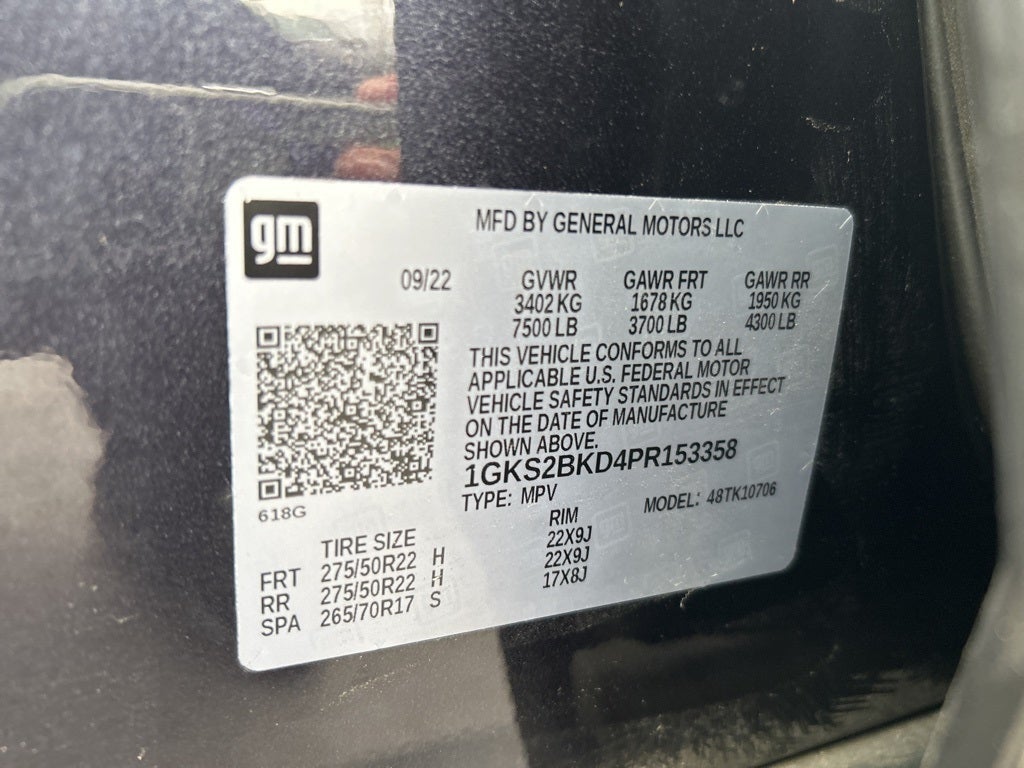 gm
MFD BY GENERAL MOTORS LLC
09/22 GVWR GAWR FRT GAWR RR
3402 KG 1678 KG 1950 KG
7500 LB 3700 LB 4300 LB
THIS VEHICLE CONFORMS TO ALL
APPLICABLE U.S. FEDERAL MOTOR
VEHICLE SAFETY STANDARDS IN EFFECT
ON THE DATE OF MANUFACTURE
SHOWN ABOVE.
1GKS2BKD4PR153358
TYPE: MPV MODEL: 48TK10706
618G
TIRE SIZE RIM
FRT 275/50R22 H 22X9J
RR 275/50R22 H 22X9J
SPA 265/70R17 S 17X8J